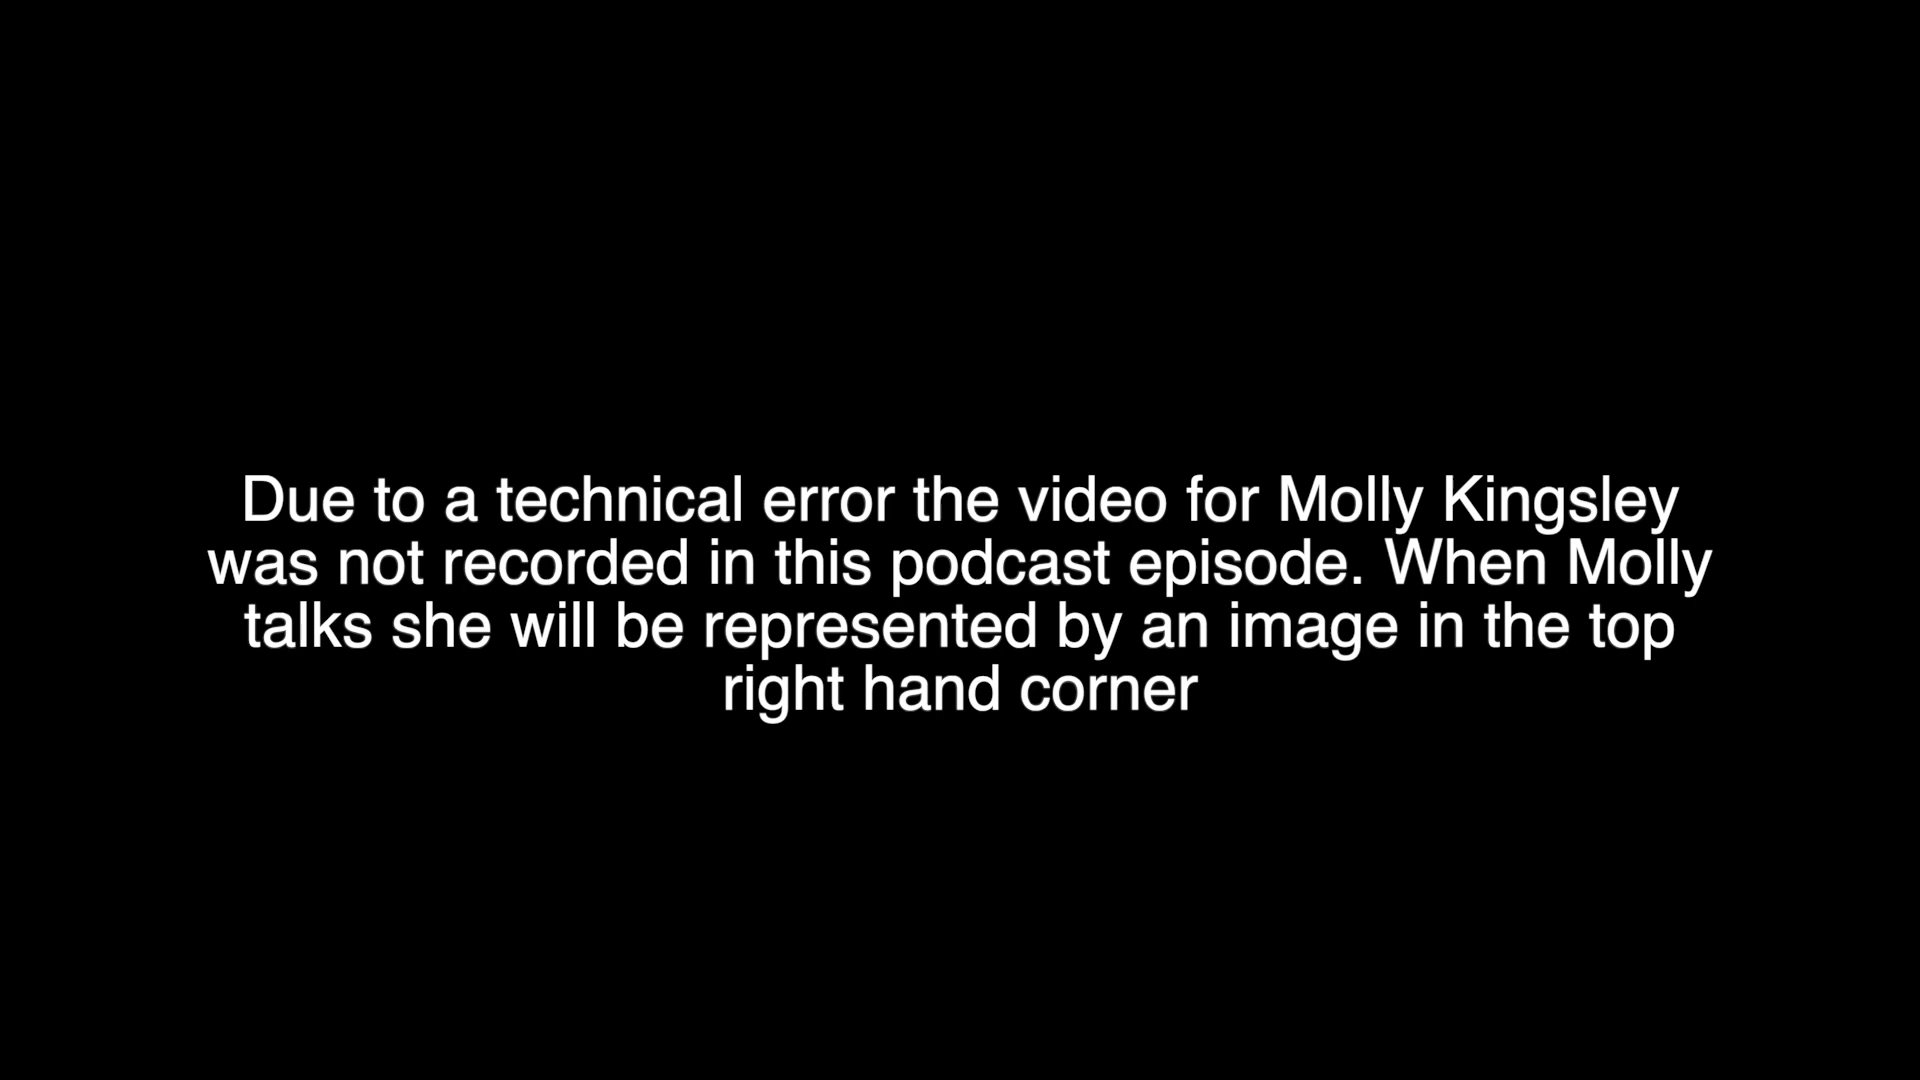 Due to a technical error the video for Molly Kingsley
was not recorded in this podcast episode. When Molly
talks she will be represented by an image in the top
right hand corner